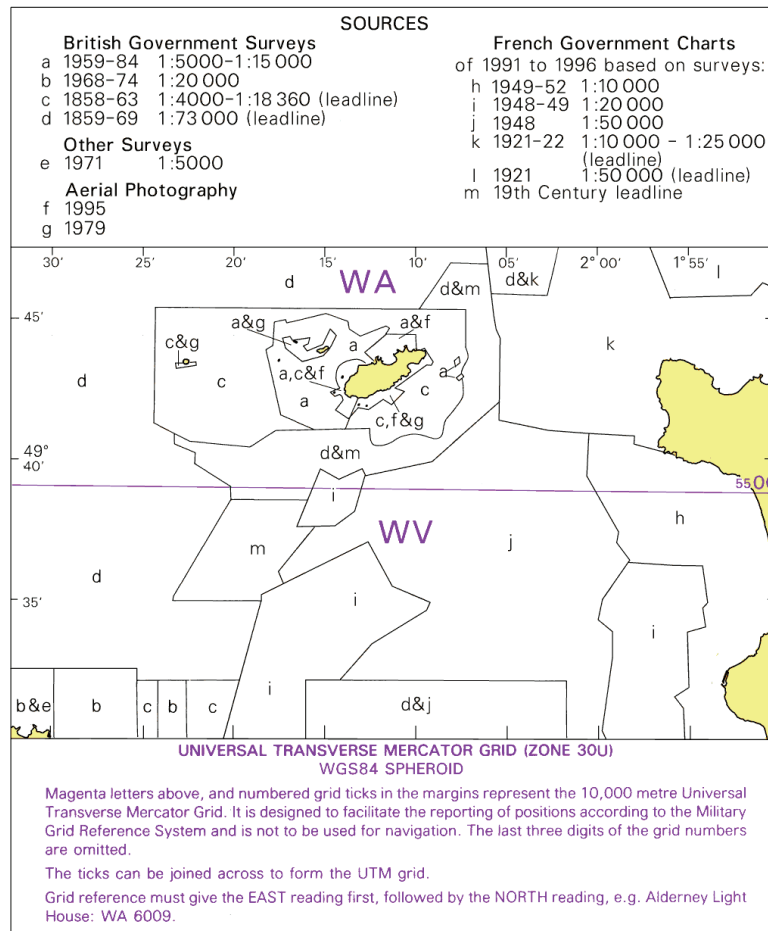 SOURCES
British Government Surveys
a 1959–84 1:5000–1:15 000
b 1968–74 1:20 000
c 1858–63 1:4000–1:18 360 (leadline)
d 1859–69 1:73 000 (leadline)
Other Surveys
e 1971 1:5000
Aerial Photography
f 1995
g 1979
French Government Charts
of 1991 to 1996 based on surveys:
h 1949–52 1:10 000
i 1948–49 1:20 000
j 1948 1:50 000
k 1921–22 1:10 000 – 1:25 000
(leadline)
l 1921 1:50 000 (leadline)
m 19th Century leadline
30' 25' 20' 15' 10' 05' 2° 00' 1° 55'
d WA d&m d&k l
45'
a&g a a&f k
c&g
d c a,c&f a c a
c,f&g
49°
40'
d&m
i
5500
WV h
m j
d
35'
i i
i
b&e b c b c d&j
UNIVERSAL TRANSVERSE MERCATOR GRID (ZONE 30U)
WGS84 SPHEROID
Magenta letters above, and numbered grid ticks in the margins represent the 10,000 metre Universal
Transverse Mercator Grid. It is designed to facilitate the reporting of positions according to the Military
Grid Reference System and is not to be used for navigation. The last three digits of the grid numbers
are omitted.
The ticks can be joined across to form the UTM grid.
Grid reference must give the EAST reading first, followed by the NORTH reading, e.g. Alderney Light
House: WA 6009.